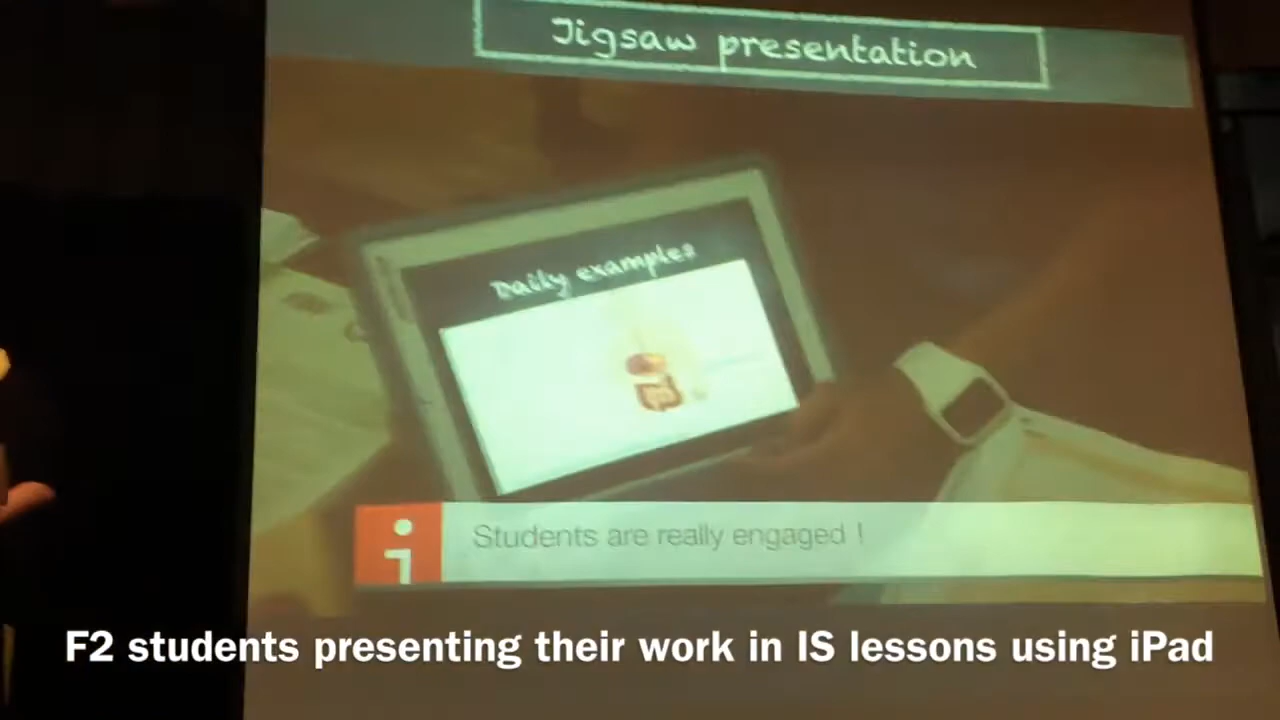 Jigsaw presentation
Daily examples
i
Students are really engaged !
F2 students presenting their work in IS lessons using iPad